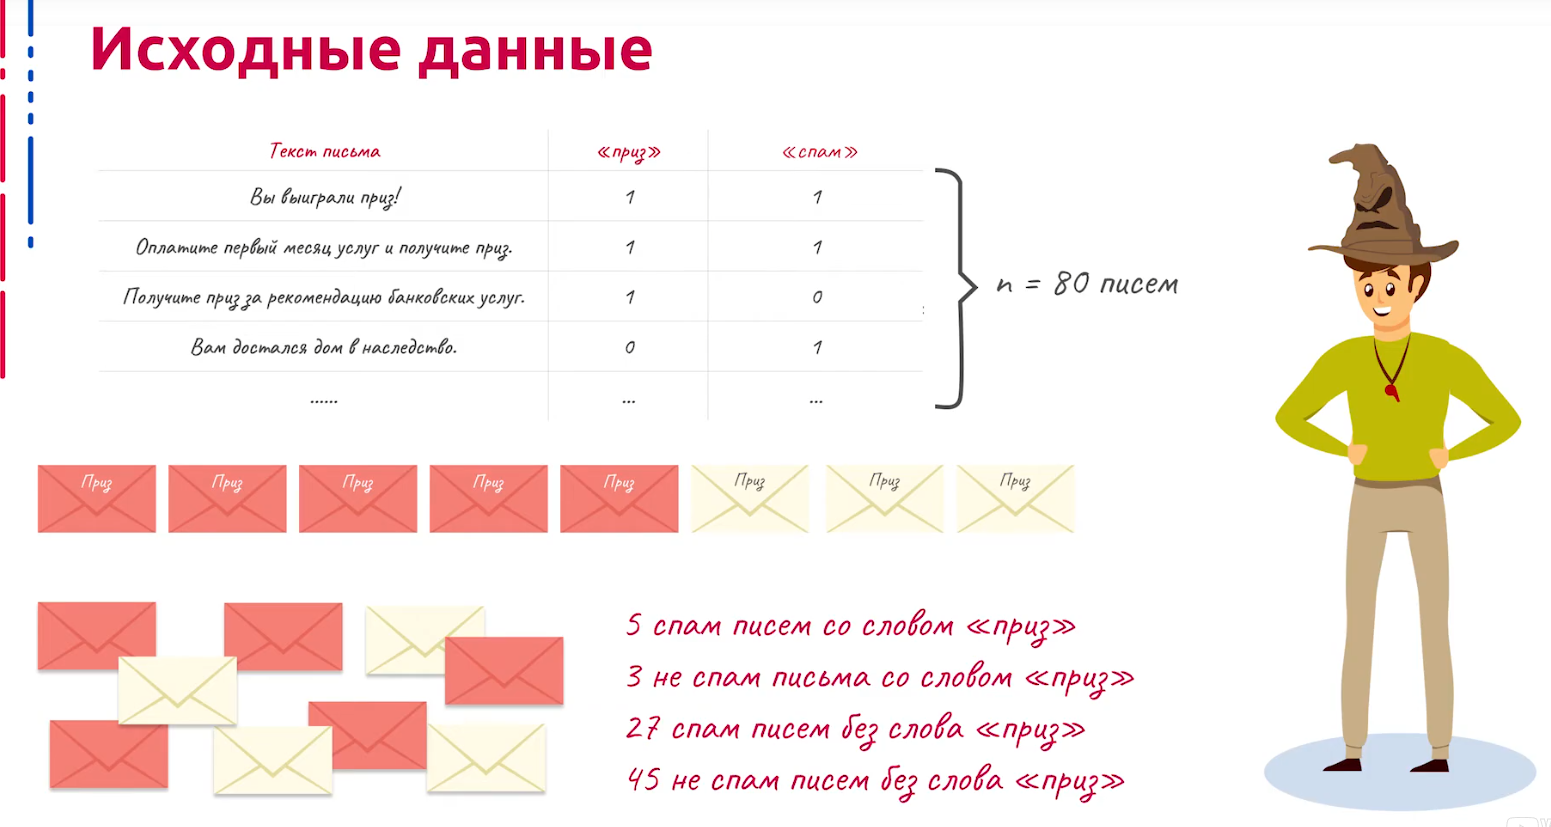 Исходные данные
Текст письма «приз» «спам»
Вы выиграли приз! 1 1
Оплатите первый месяц услуг и получите приз. 1 1
Получите приз за рекомендацию банковских услуг. 1 0
Вам достался дом в наследство. 0 1
...... ... ...
n = 80 писем
Приз Приз Приз Приз Приз Приз Приз Приз
5 спам писем со словом «приз»
3 не спам письма со словом «приз»
27 спам писем без слова «приз»
45 не спам писем без слова «приз»